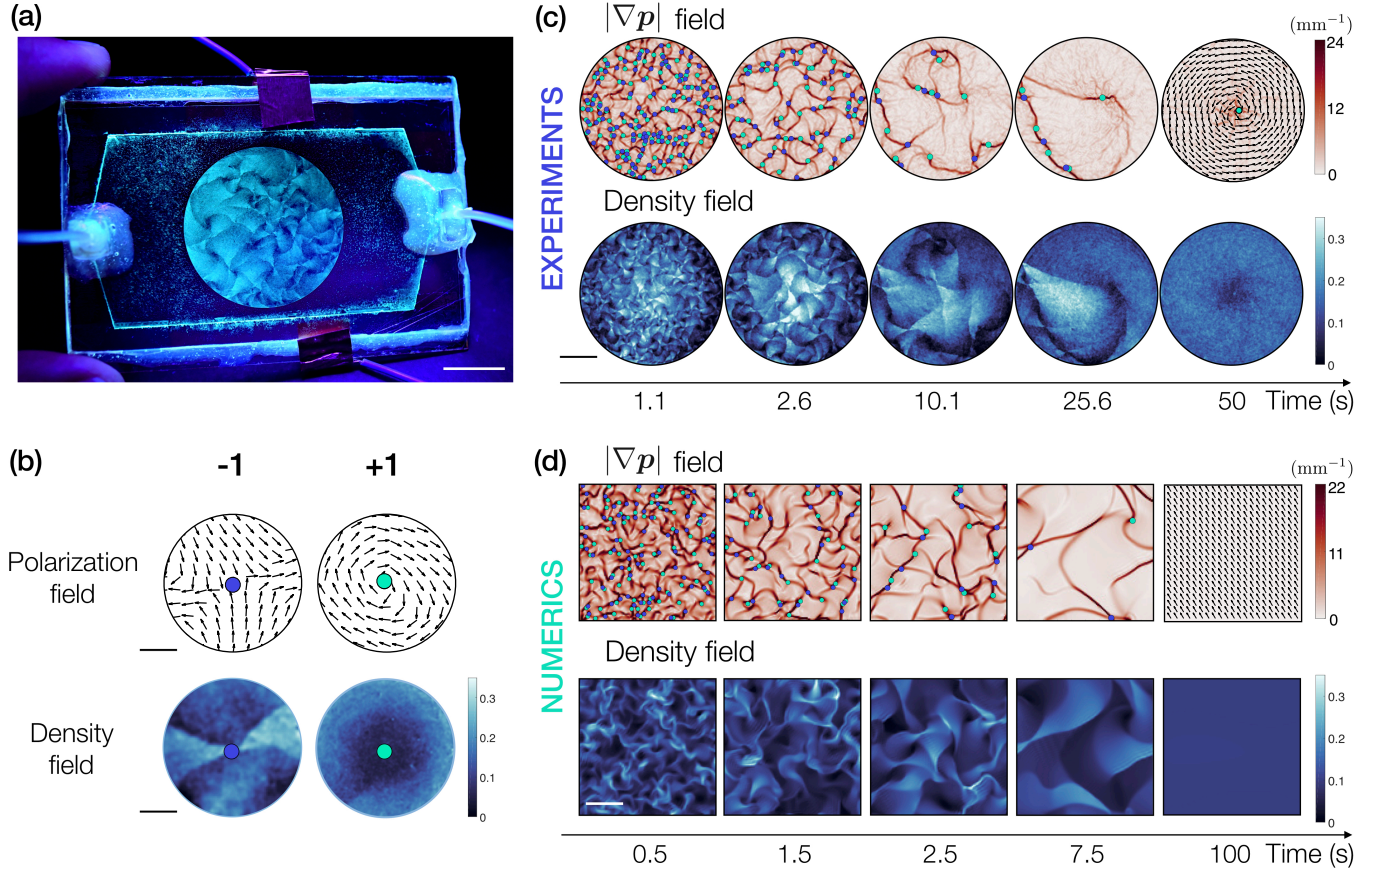 (a)
(b)
-1
+1
Polarization
field
Density
field
0.3
0.2
0.1
0
(c)
|∇p| field
(mm⁻¹)
24
12
0
EXPERIMENTS
Density field
0.3
0.2
0.1
0
1.1
2.6
10.1
25.6
50
Time (s)
(d)
|∇p| field
(mm⁻¹)
22
11
0
NUMERICS
Density field
0.3
0.2
0.1
0
0.5
1.5
2.5
7.5
100
Time (s)